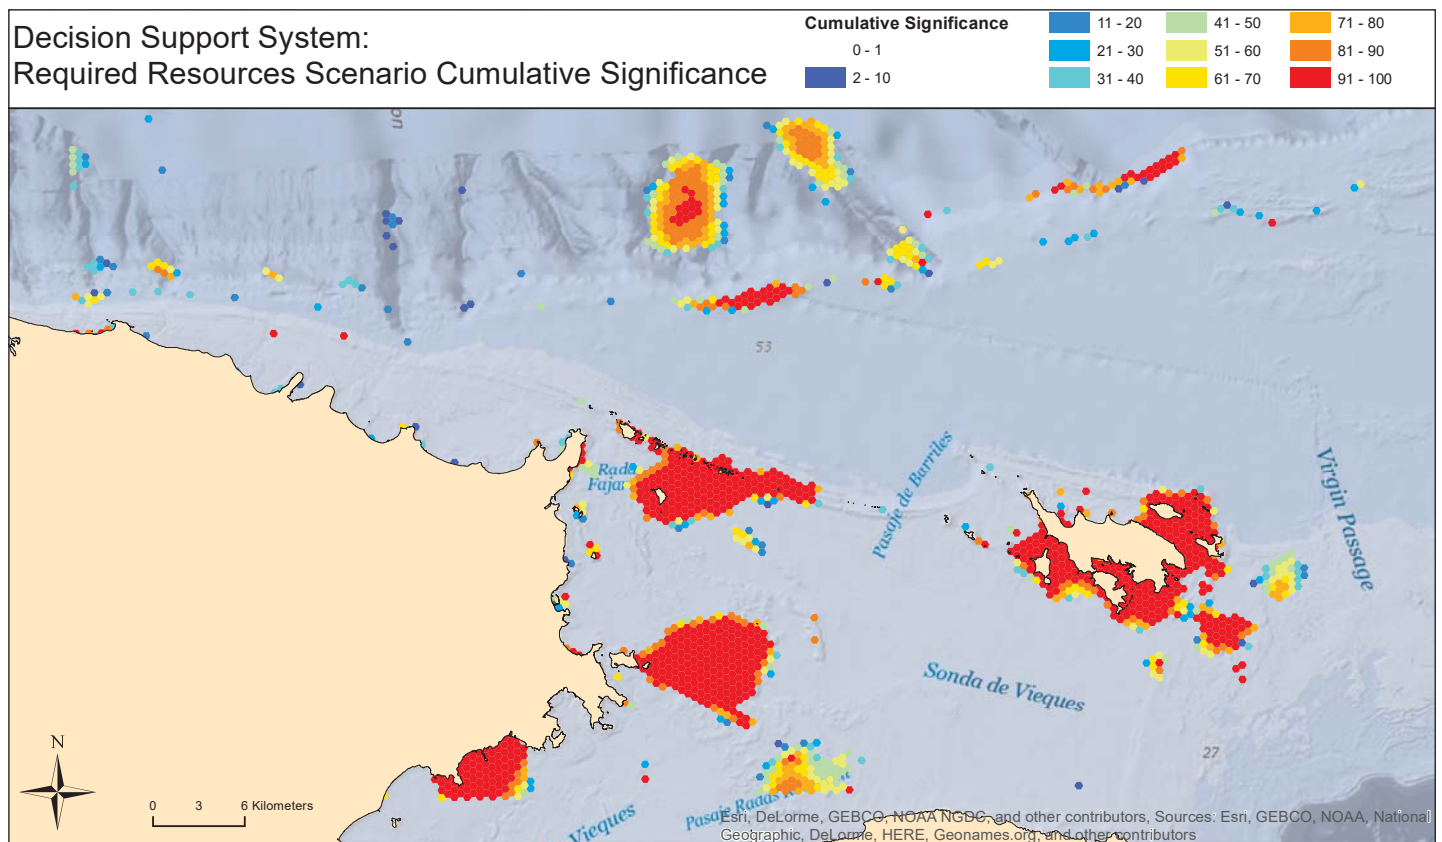 Decision Support System:
Required Resources Scenario Cumulative Significance
Cumulative Significance
0 - 1
2 - 10
11 - 20
21 - 30
31 - 40
41 - 50
51 - 60
61 - 70
71 - 80
81 - 90
91 - 100
53
Rada
Pasaje de Barriles
Virgin Passage
Sonda de Vieques
27
Pasaje Radas
Vieques
N
0 3 6 Kilometers
Esri, DeLorme, GEBCO, NOAA NGDC, and other contributors, Sources: Esri, GEBCO, NOAA, National
Geographic, DeLorme, HERE, Geonames.org, and other contributors